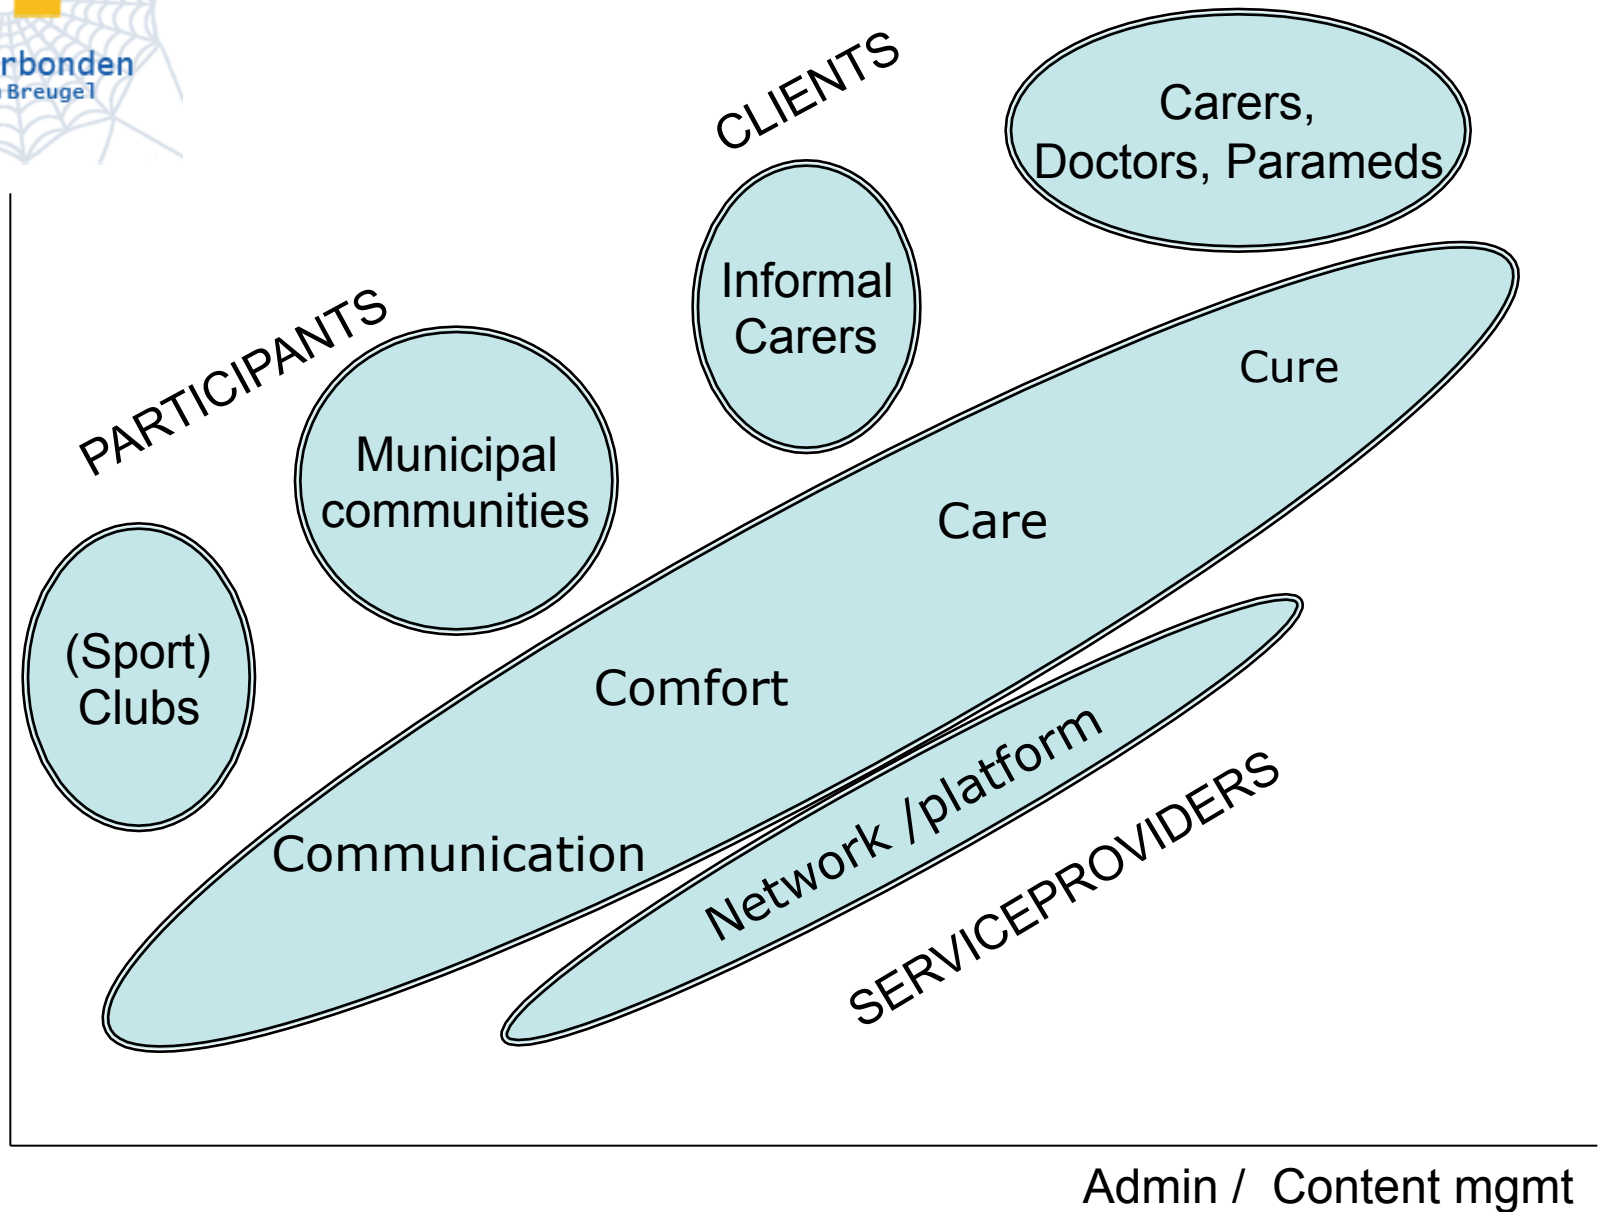 Breugel
CLIENTS
Carers,
Doctors, Parameds
Informal
Carers
PARTICIPANTS
Municipal
communities
(Sport)
Clubs
Cure
Care
Comfort
Communication
Network /platform
SERVICEPROVIDERS
Admin / Content mgmt